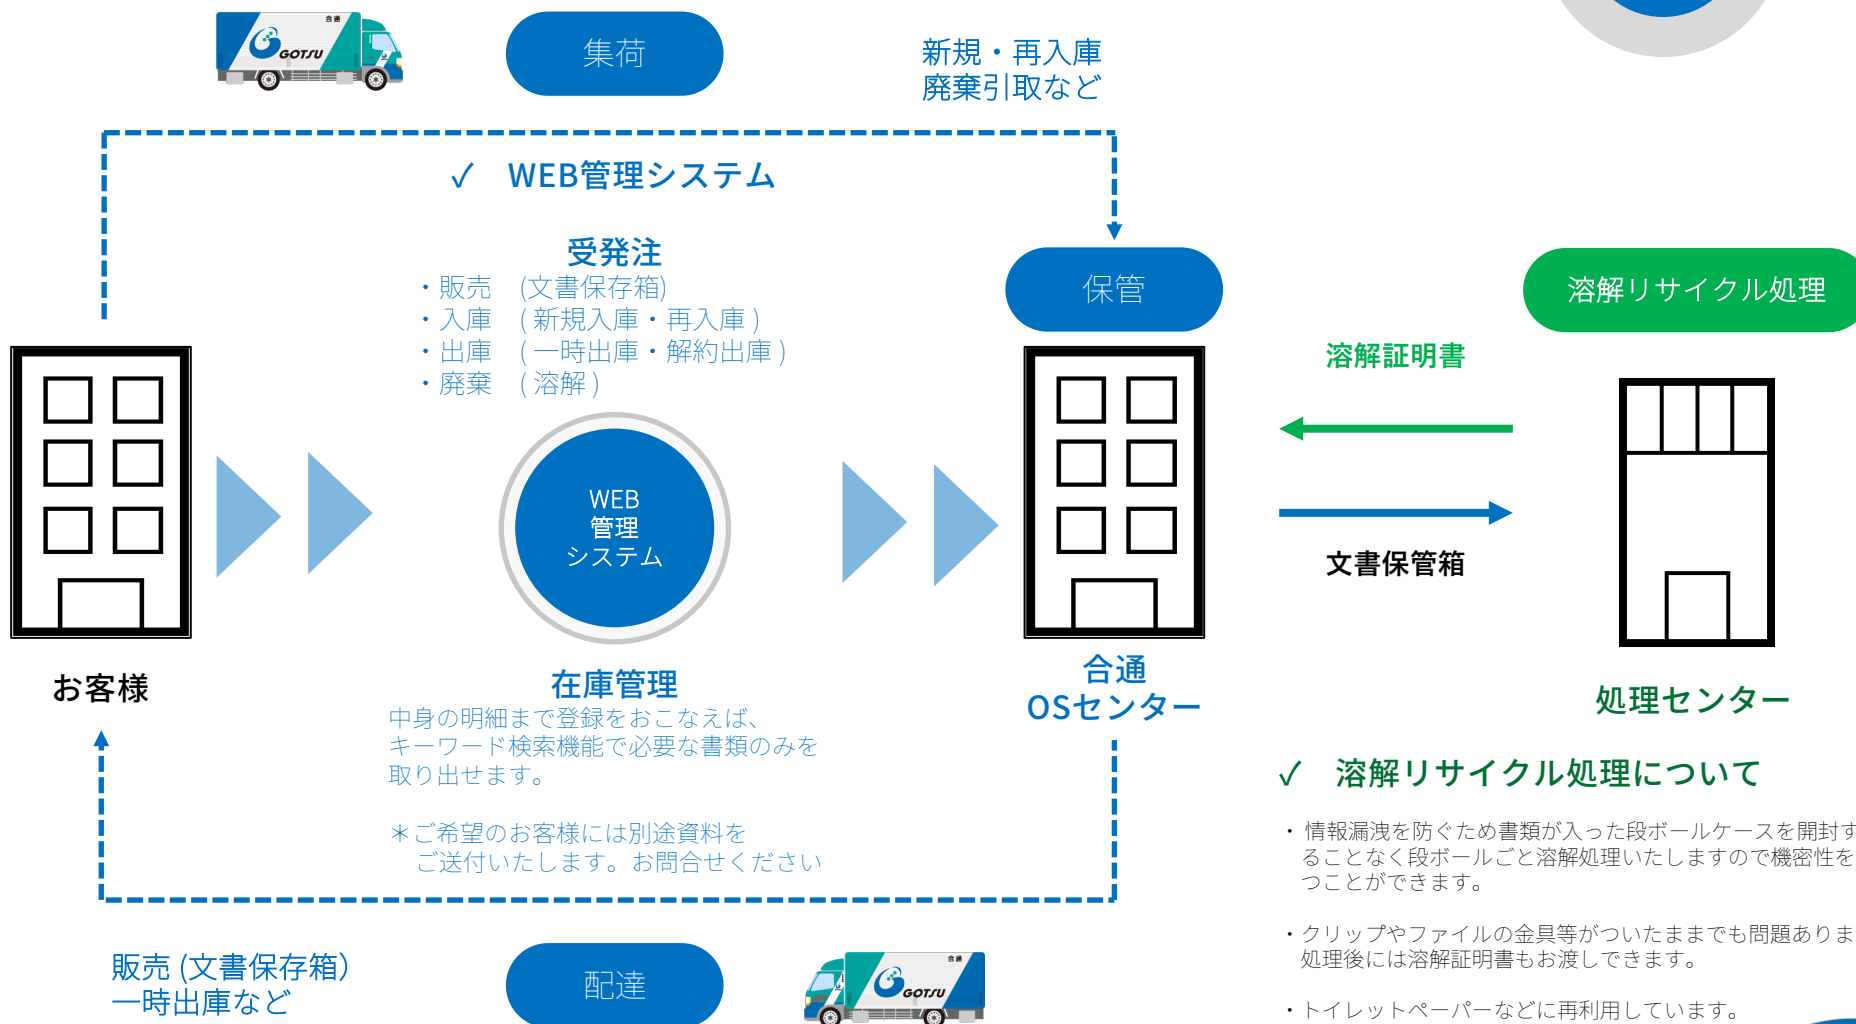 合通
GOTSU
集荷
新規・再入庫
廃棄引取など
✓ WEB管理システム
受発注
・販売 (文書保存箱)
・入庫 (新規入庫・再入庫)
・出庫 (一時出庫・解約出庫)
・廃棄 (溶解)
WEB
管理
システム
在庫管理
中身の明細まで登録をおこなえば、
キーワード検索機能で必要な書類のみを
取り出せます。
＊ご希望のお客様には別途資料を
ご送付いたします。お問合せください
お客様
保管
合通
OSセンター
溶解証明書
文書保管箱
溶解リサイクル処理
処理センター
✓ 溶解リサイクル処理について
・情報漏洩を防ぐため書類が入った段ボールケースを開封す
ることなく段ボールごと溶解処理いたしますので機密性を
つことができます。
・クリップやファイルの金具等がついたままでも問題ありま
処理後には溶解証明書もお渡しできます。
・トイレットペーパーなどに再利用しています。
販売 (文書保存箱）
一時出庫など
配達
合通
GOTSU